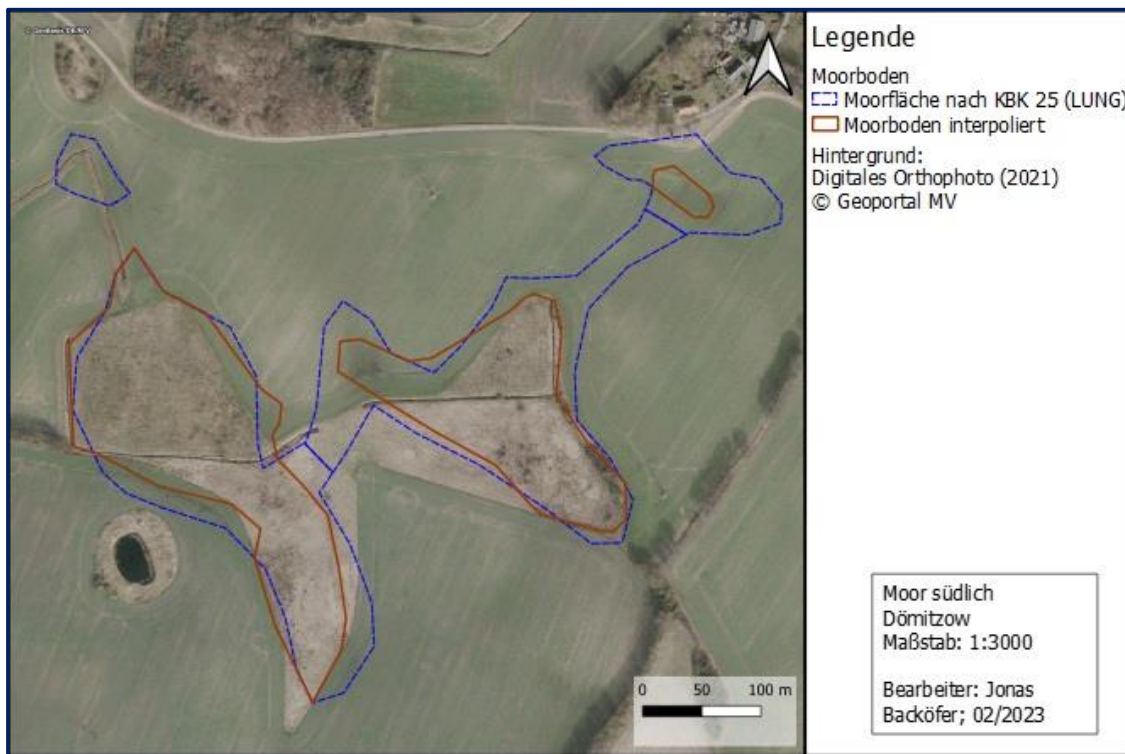 Legende
Moorboden
Moorfläche nach KBK 25 (LUNG)
Moorboden interpoliert
Hintergrund:
Digitales Orthophoto (2021)
© Geoportal MV
0 50 100 m
Moor südlich
Dömitzow
Maßstab: 1:3000
Bearbeiter: Jonas
Backöfer; 02/2023